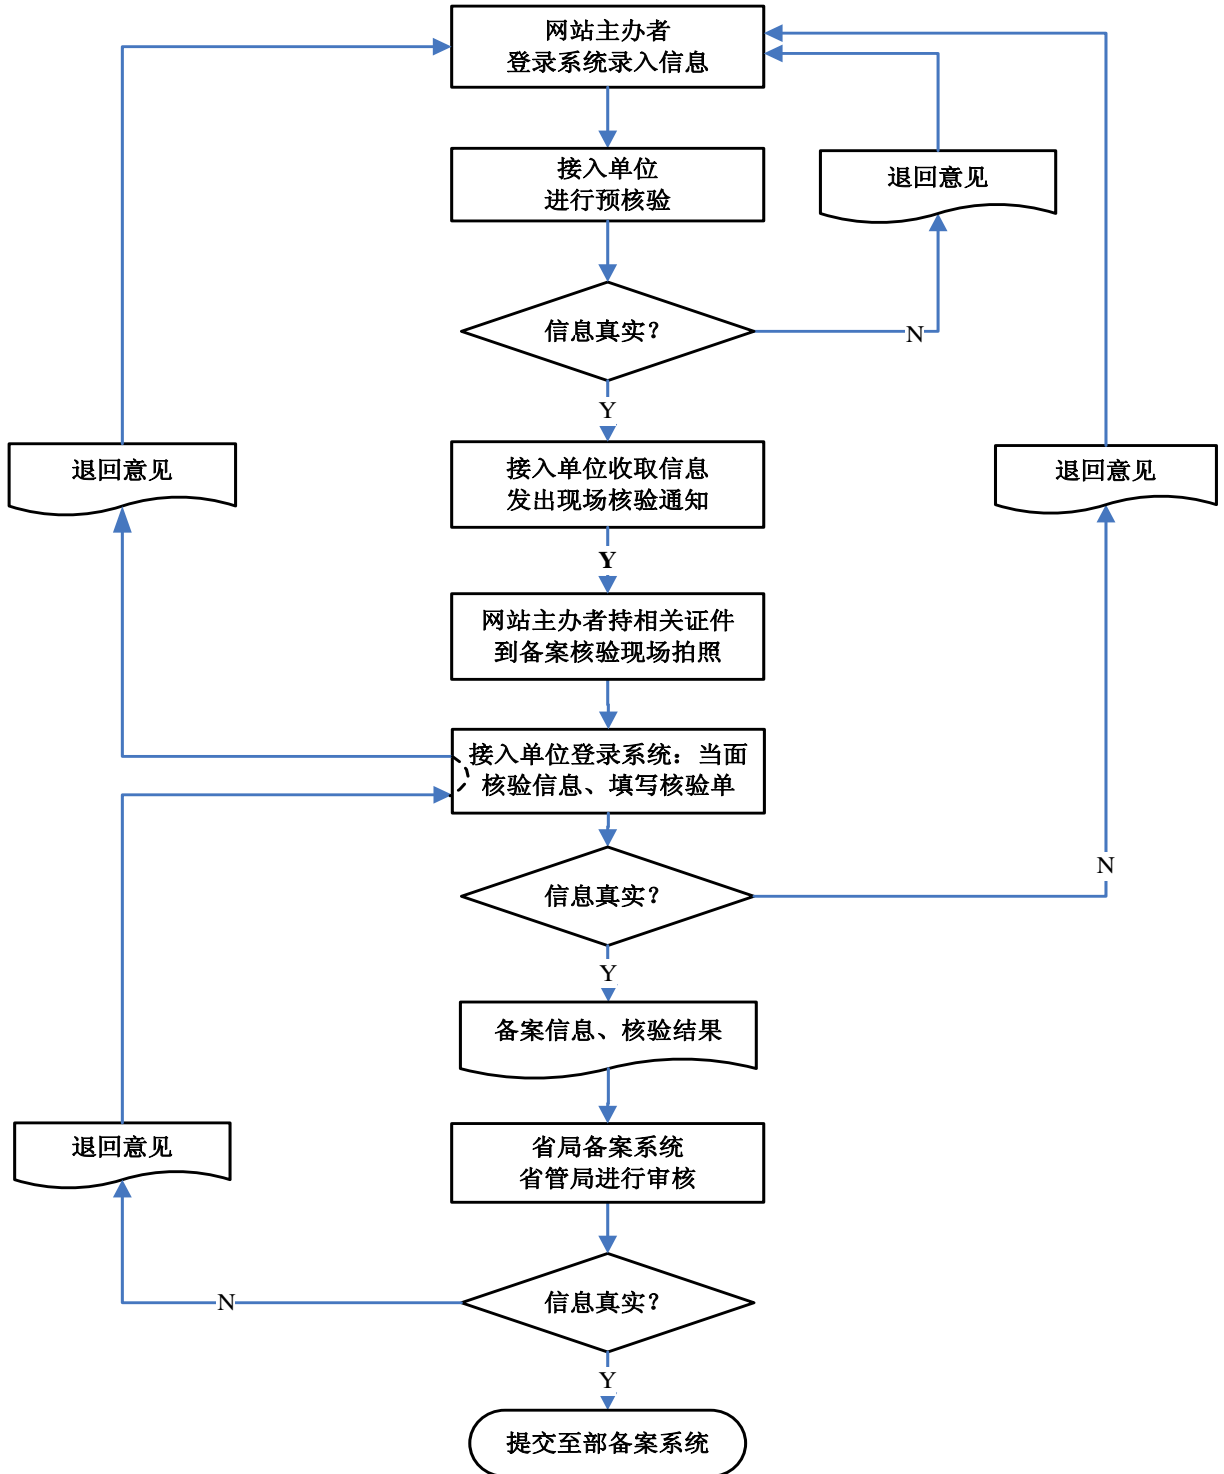 网站主办者
登录系统录入信息
接入单位
进行预核验
退回意见
信息真实？
N
Y
退回意见
接入单位收取信息
发出现场核验通知
退回意见
Y
网站主办者持相关证件
到备案核验现场拍照
接入单位登录系统：当面
核验信息、填写核验单
N
信息真实？
Y
备案信息、核验结果
退回意见
省局备案系统
省管局进行审核
N
信息真实？
Y
提交至部备案系统